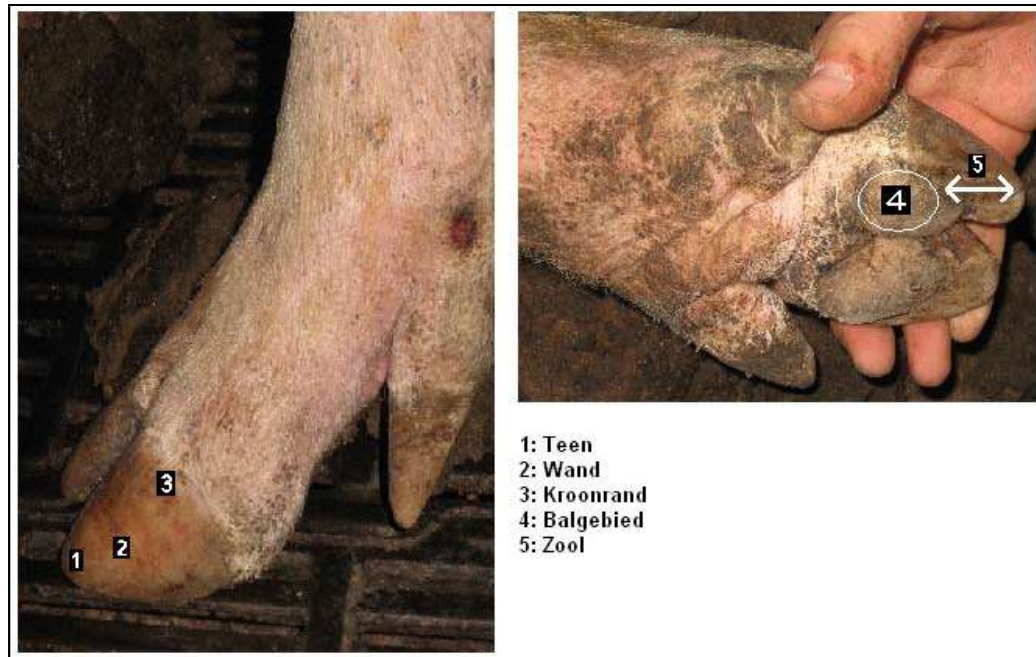 3
2
1
5
4
1: Teen
2: Wand
3: Kroonrand
4: Balgebied
5: Zool